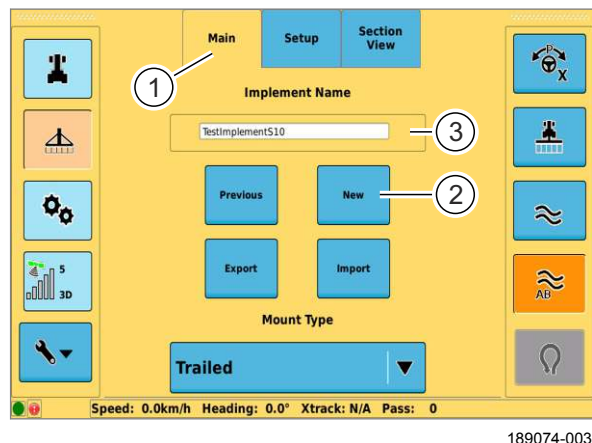 Main
Setup
Section
View
1
Implement Name
TestImplementS10
3
Previous
New
2
Export
Import
Mount Type
Trailed
5
3D
P
X
AB
Speed: 0.0km/h Heading: 0.0° Xtrack: N/A Pass: 0
189074-003